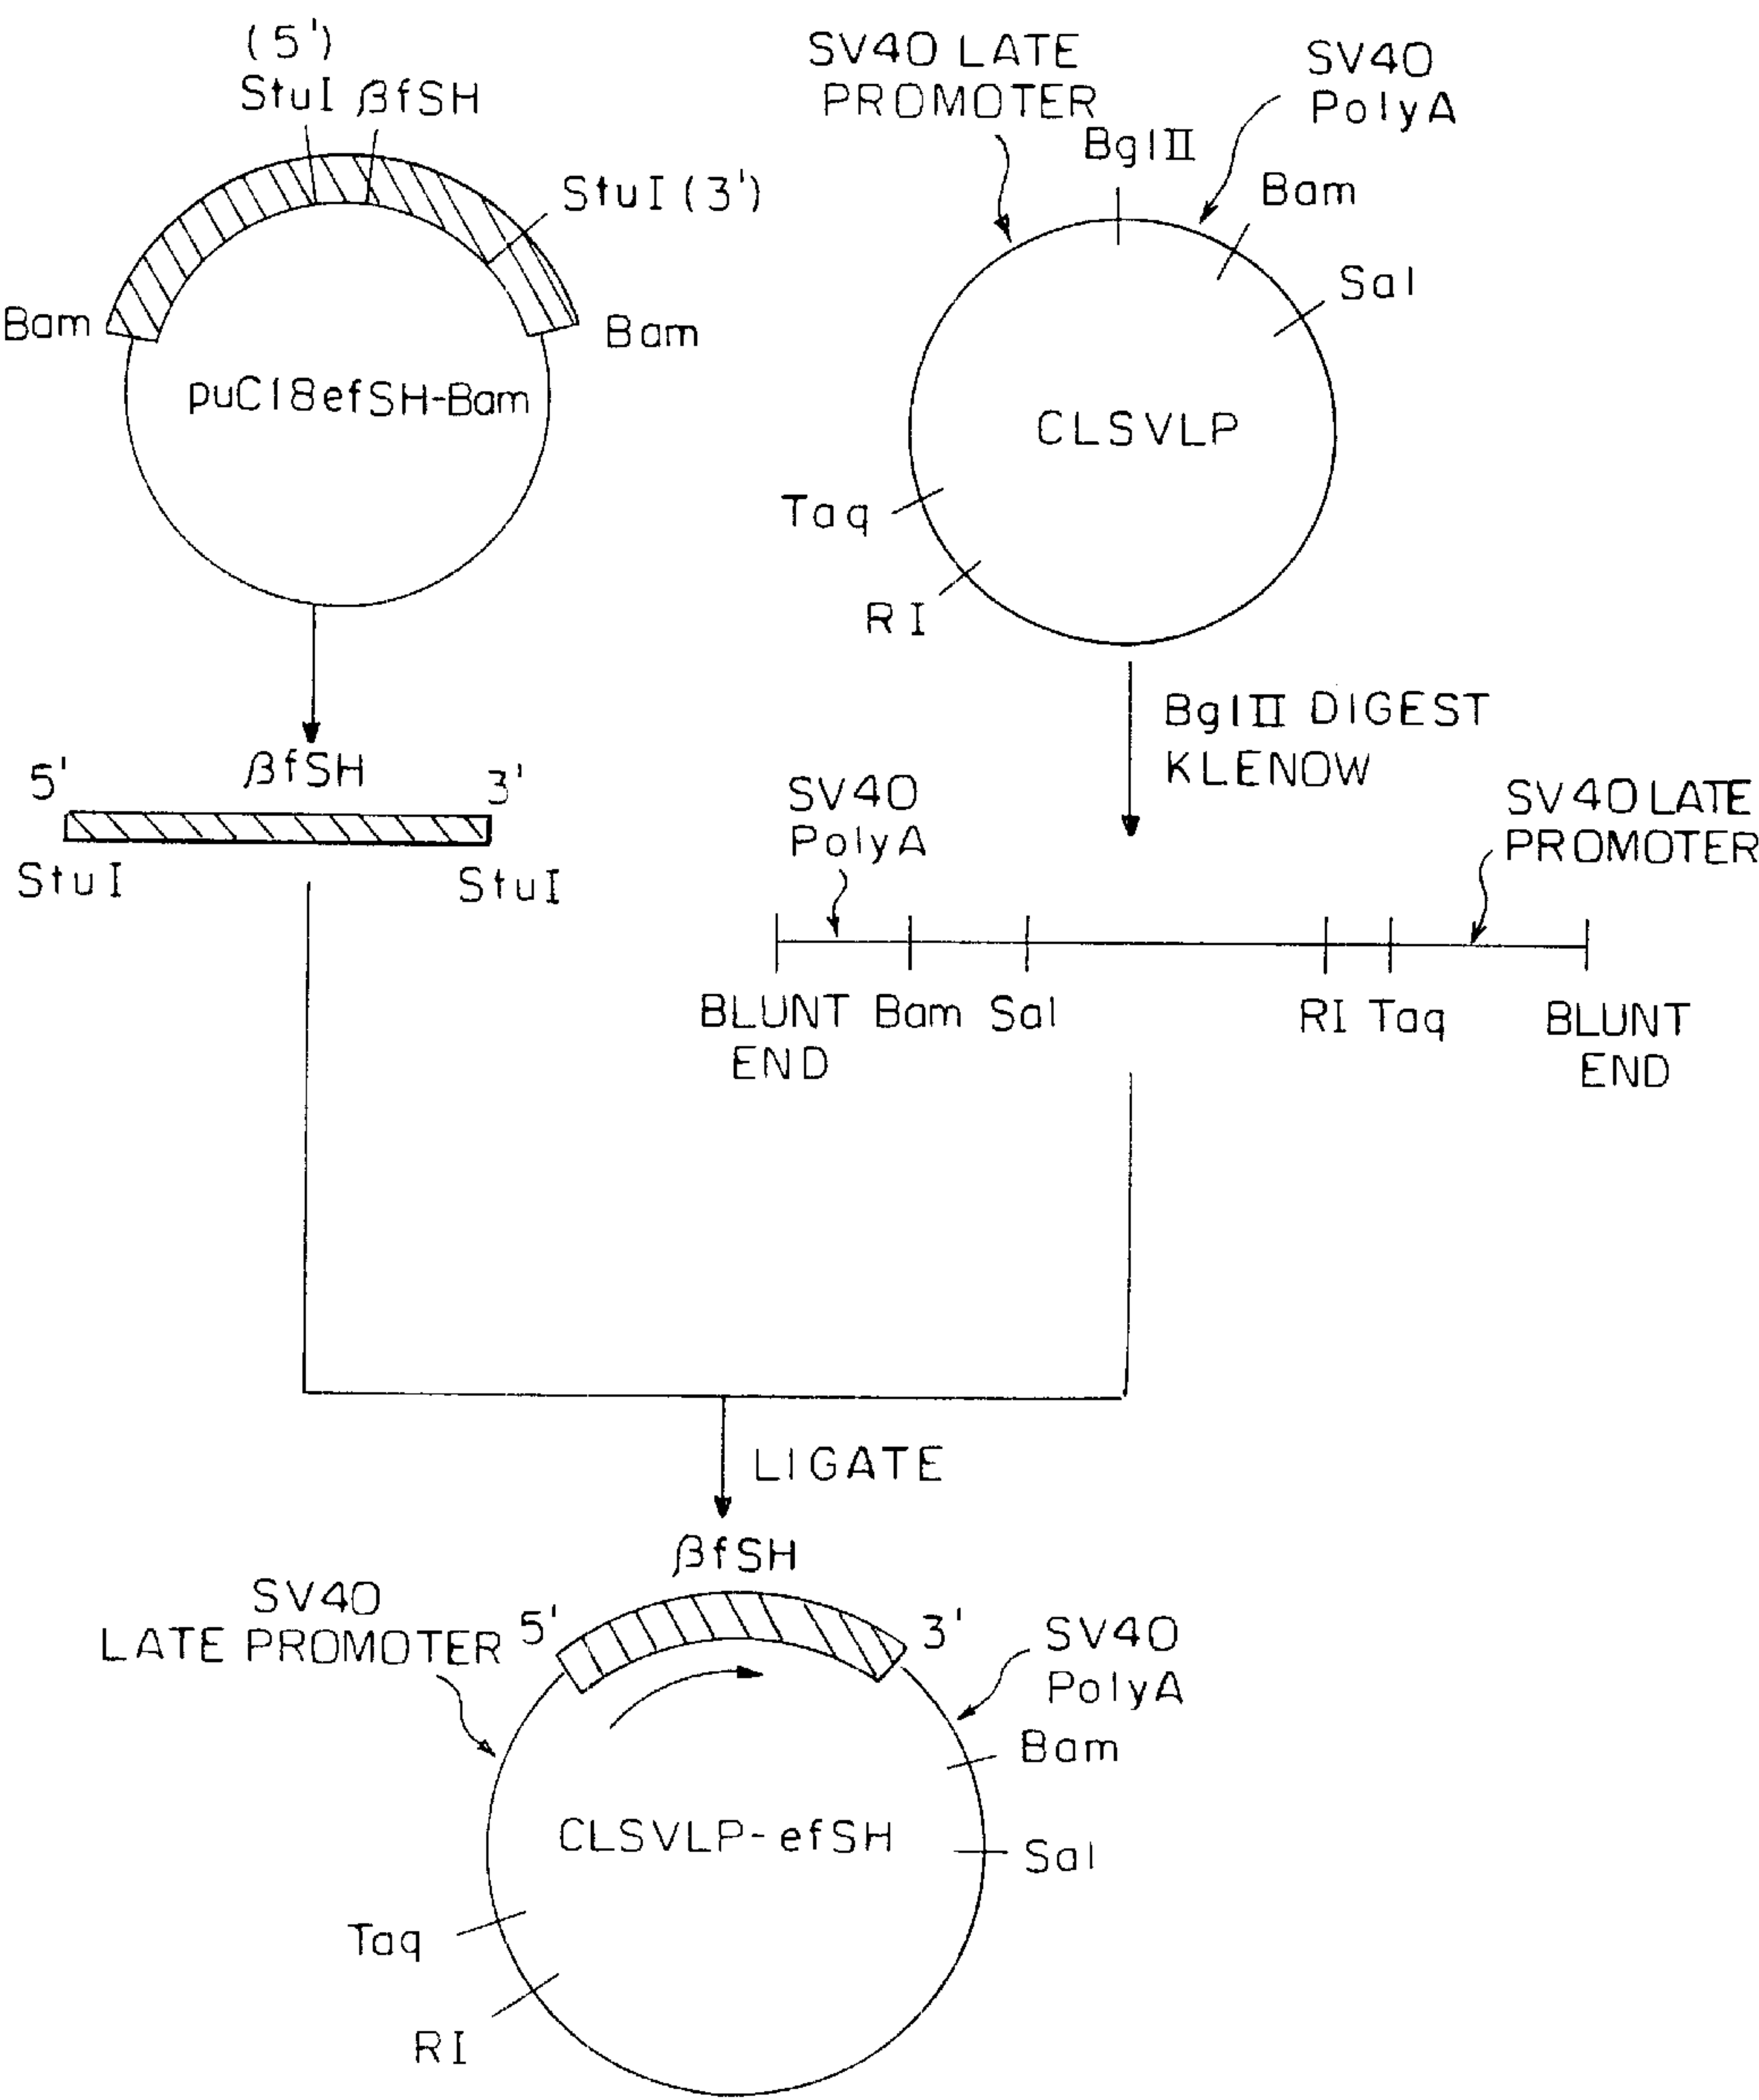 (5')
StuI βfSH
StuI (3')
Bam
Bam
puC18efSH-Bam
SV40 LATE
PROMOTER
SV40
PolyA
BglII
Bam
Sal
CLSVLP
Taq
RI
BglII DIGEST
KLENOW
5'
βfSH
3'
StuI
StuI
SV40
PolyA
SV40 LATE
PROMOTER
BLUNT
END
Bam
Sal
RI
Taq
BLUNT
END
LIGATE
βfSH
SV40
LATE PROMOTER
5'
3'
SV40
PolyA
Bam
CLSVLP-efSH
Sal
Taq
RI